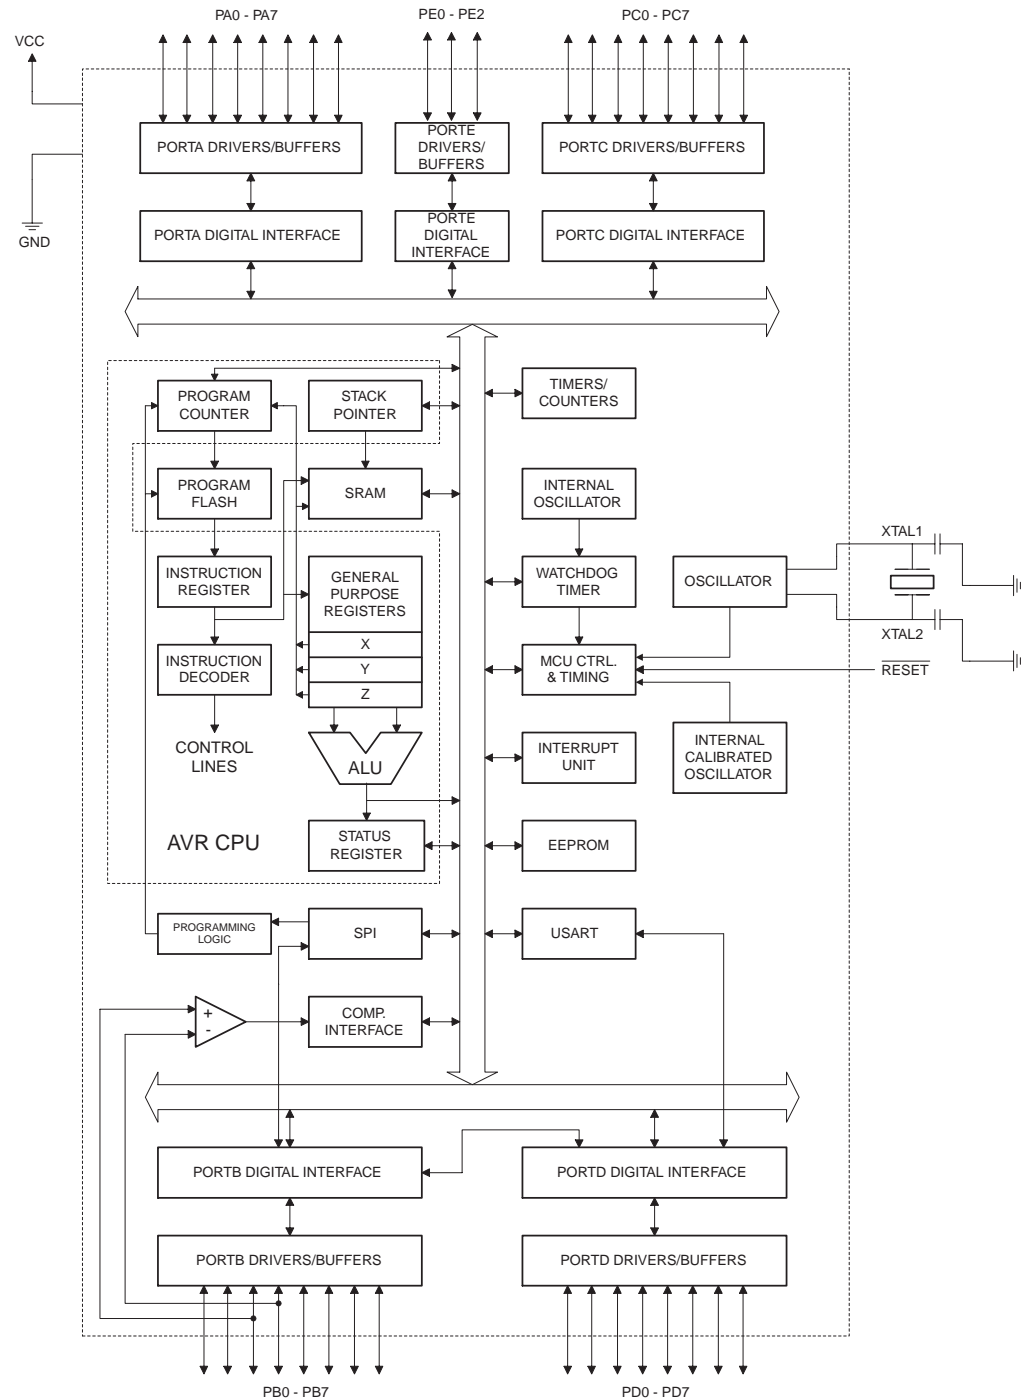 PA0 - PA7
PE0 - PE2
PC0 - PC7
VCC
PORTA DRIVERS/BUFFERS
PORTE
DRIVERS/
BUFFERS
PORTC DRIVERS/BUFFERS
GND
PORTA DIGITAL INTERFACE
PORTE
DIGITAL
INTERFACE
PORTC DIGITAL INTERFACE
PROGRAM
COUNTER
STACK
POINTER
TIMERS/
COUNTERS
PROGRAM
FLASH
SRAM
INTERNAL
OSCILLATOR
XTAL1
INSTRUCTION
REGISTER
GENERAL
PURPOSE
REGISTERS
WATCHDOG
TIMER
OSCILLATOR
XTAL2
X
INSTRUCTION
DECODER
Y
MCU CTRL.
& TIMING
RESET
Z
CONTROL
LINES
ALU
INTERRUPT
UNIT
INTERNAL
CALIBRATED
OSCILLATOR
AVR CPU
STATUS
REGISTER
EEPROM
PROGRAMMING
LOGIC
SPI
USART
+
-
COMP.
INTERFACE
PORTB DIGITAL INTERFACE
PORTD DIGITAL INTERFACE
PORTB DRIVERS/BUFFERS
PORTD DRIVERS/BUFFERS
PB0 - PB7
PD0 - PD7